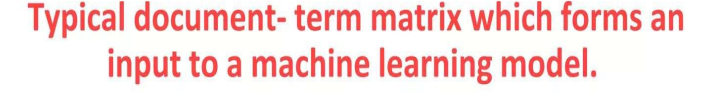 Typical document- term matrix which forms an
input to a machine learning model.